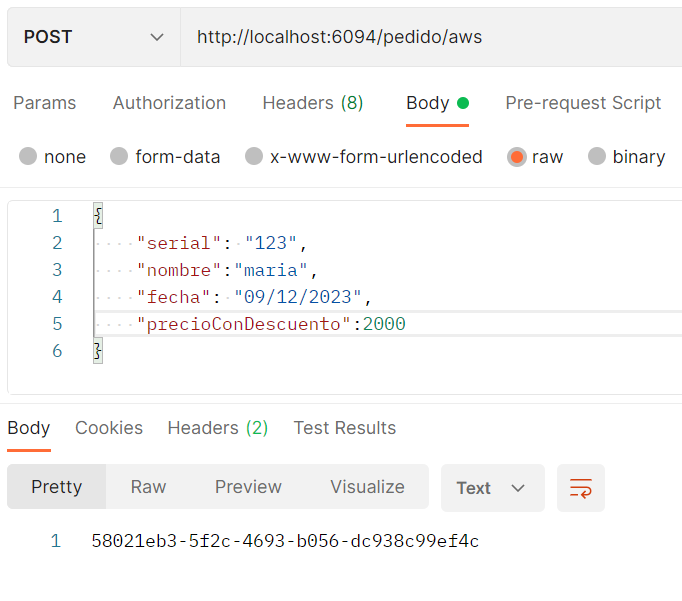 POST http://localhost:6094/pedido/aws
Params Authorization Headers (8) Body Pre-request Script
none form-data x-www-form-urlencoded raw binary
1 {
2 "serial": "123",
3 "nombre":"maria",
4 "fecha": "09/12/2023",
5 "precioConDescuento":2000
6 }
Body Cookies Headers (2) Test Results
Pretty Raw Preview Visualize Text
1 58021eb3-5f2c-4693-b056-dc938c99ef4c